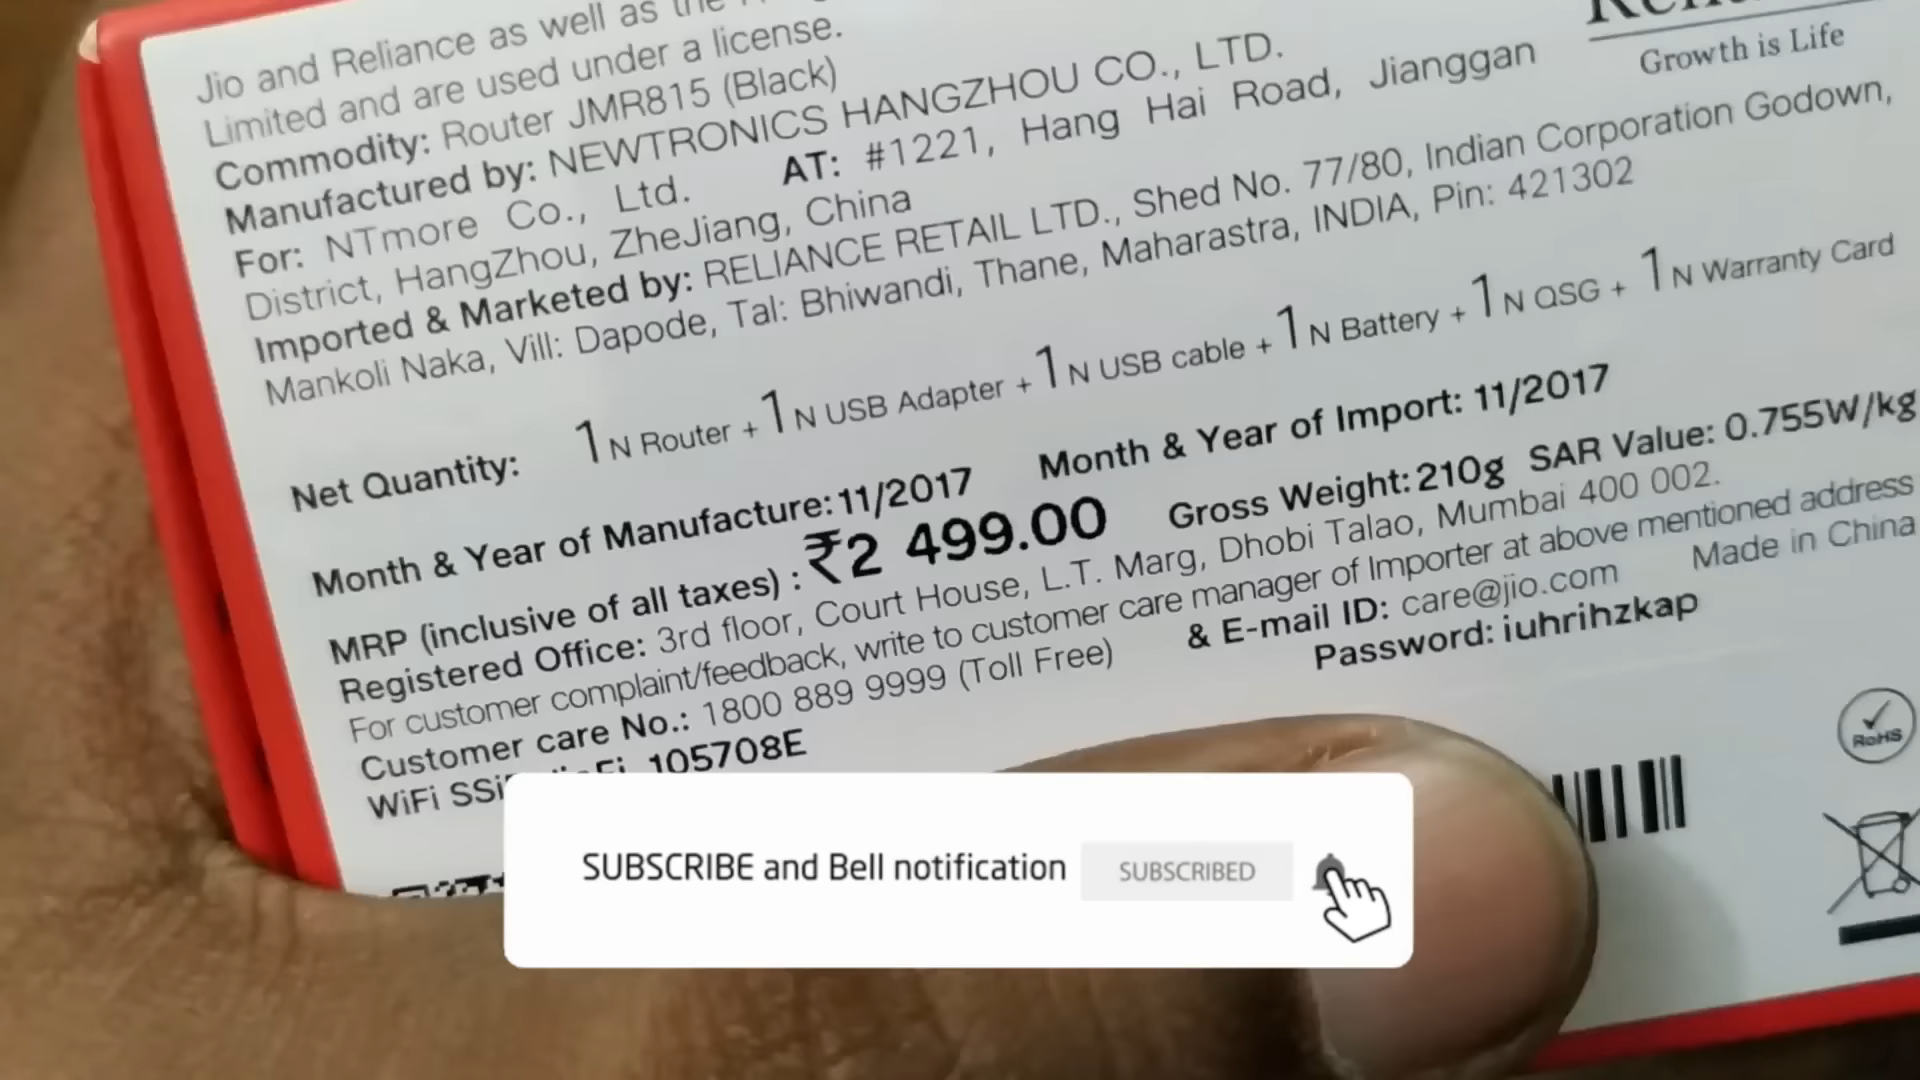 Jio and Reliance as well as the
Limited and are used under a license.
Commodity: Router JMR815 (Black)
Manufactured by: NEWTRONICS HANGZHOU CO., LTD.
For: NTmore Co., Ltd. AT: #1221, Hang Hai Road, Jianggan
District, HangZhou, ZheJiang, China
Imported & Marketed by: RELIANCE RETAIL LTD., Shed No. 77/80, Indian Corporation Godown,
Mankoli Naka, Vill: Dapode, Tal: Bhiwandi, Thane, Maharastra, INDIA, Pin: 421302
Growth is Life
Net Quantity: 1N Router + 1N USB Adapter + 1N USB cable + 1N Battery + 1N QSG + 1N Warranty Card
Month & Year of Manufacture: 11/2017 Month & Year of Import: 11/2017
MRP (inclusive of all taxes) : ₹2 499.00 Gross Weight: 210g SAR Value: 0.755W/kg
Registered Office: 3rd floor, Court House, L.T. Marg, Dhobi Talao, Mumbai 400 002.
For customer complaint/feedback, write to customer care manager of Importer at above mentioned address
Customer care No.: 1800 889 9999 (Toll Free) & E-mail ID: care@jio.com Made in China
WiFi 105708E Password: iuhrihzkap
RoHS
SUBSCRIBE and Bell notification SUBSCRIBED